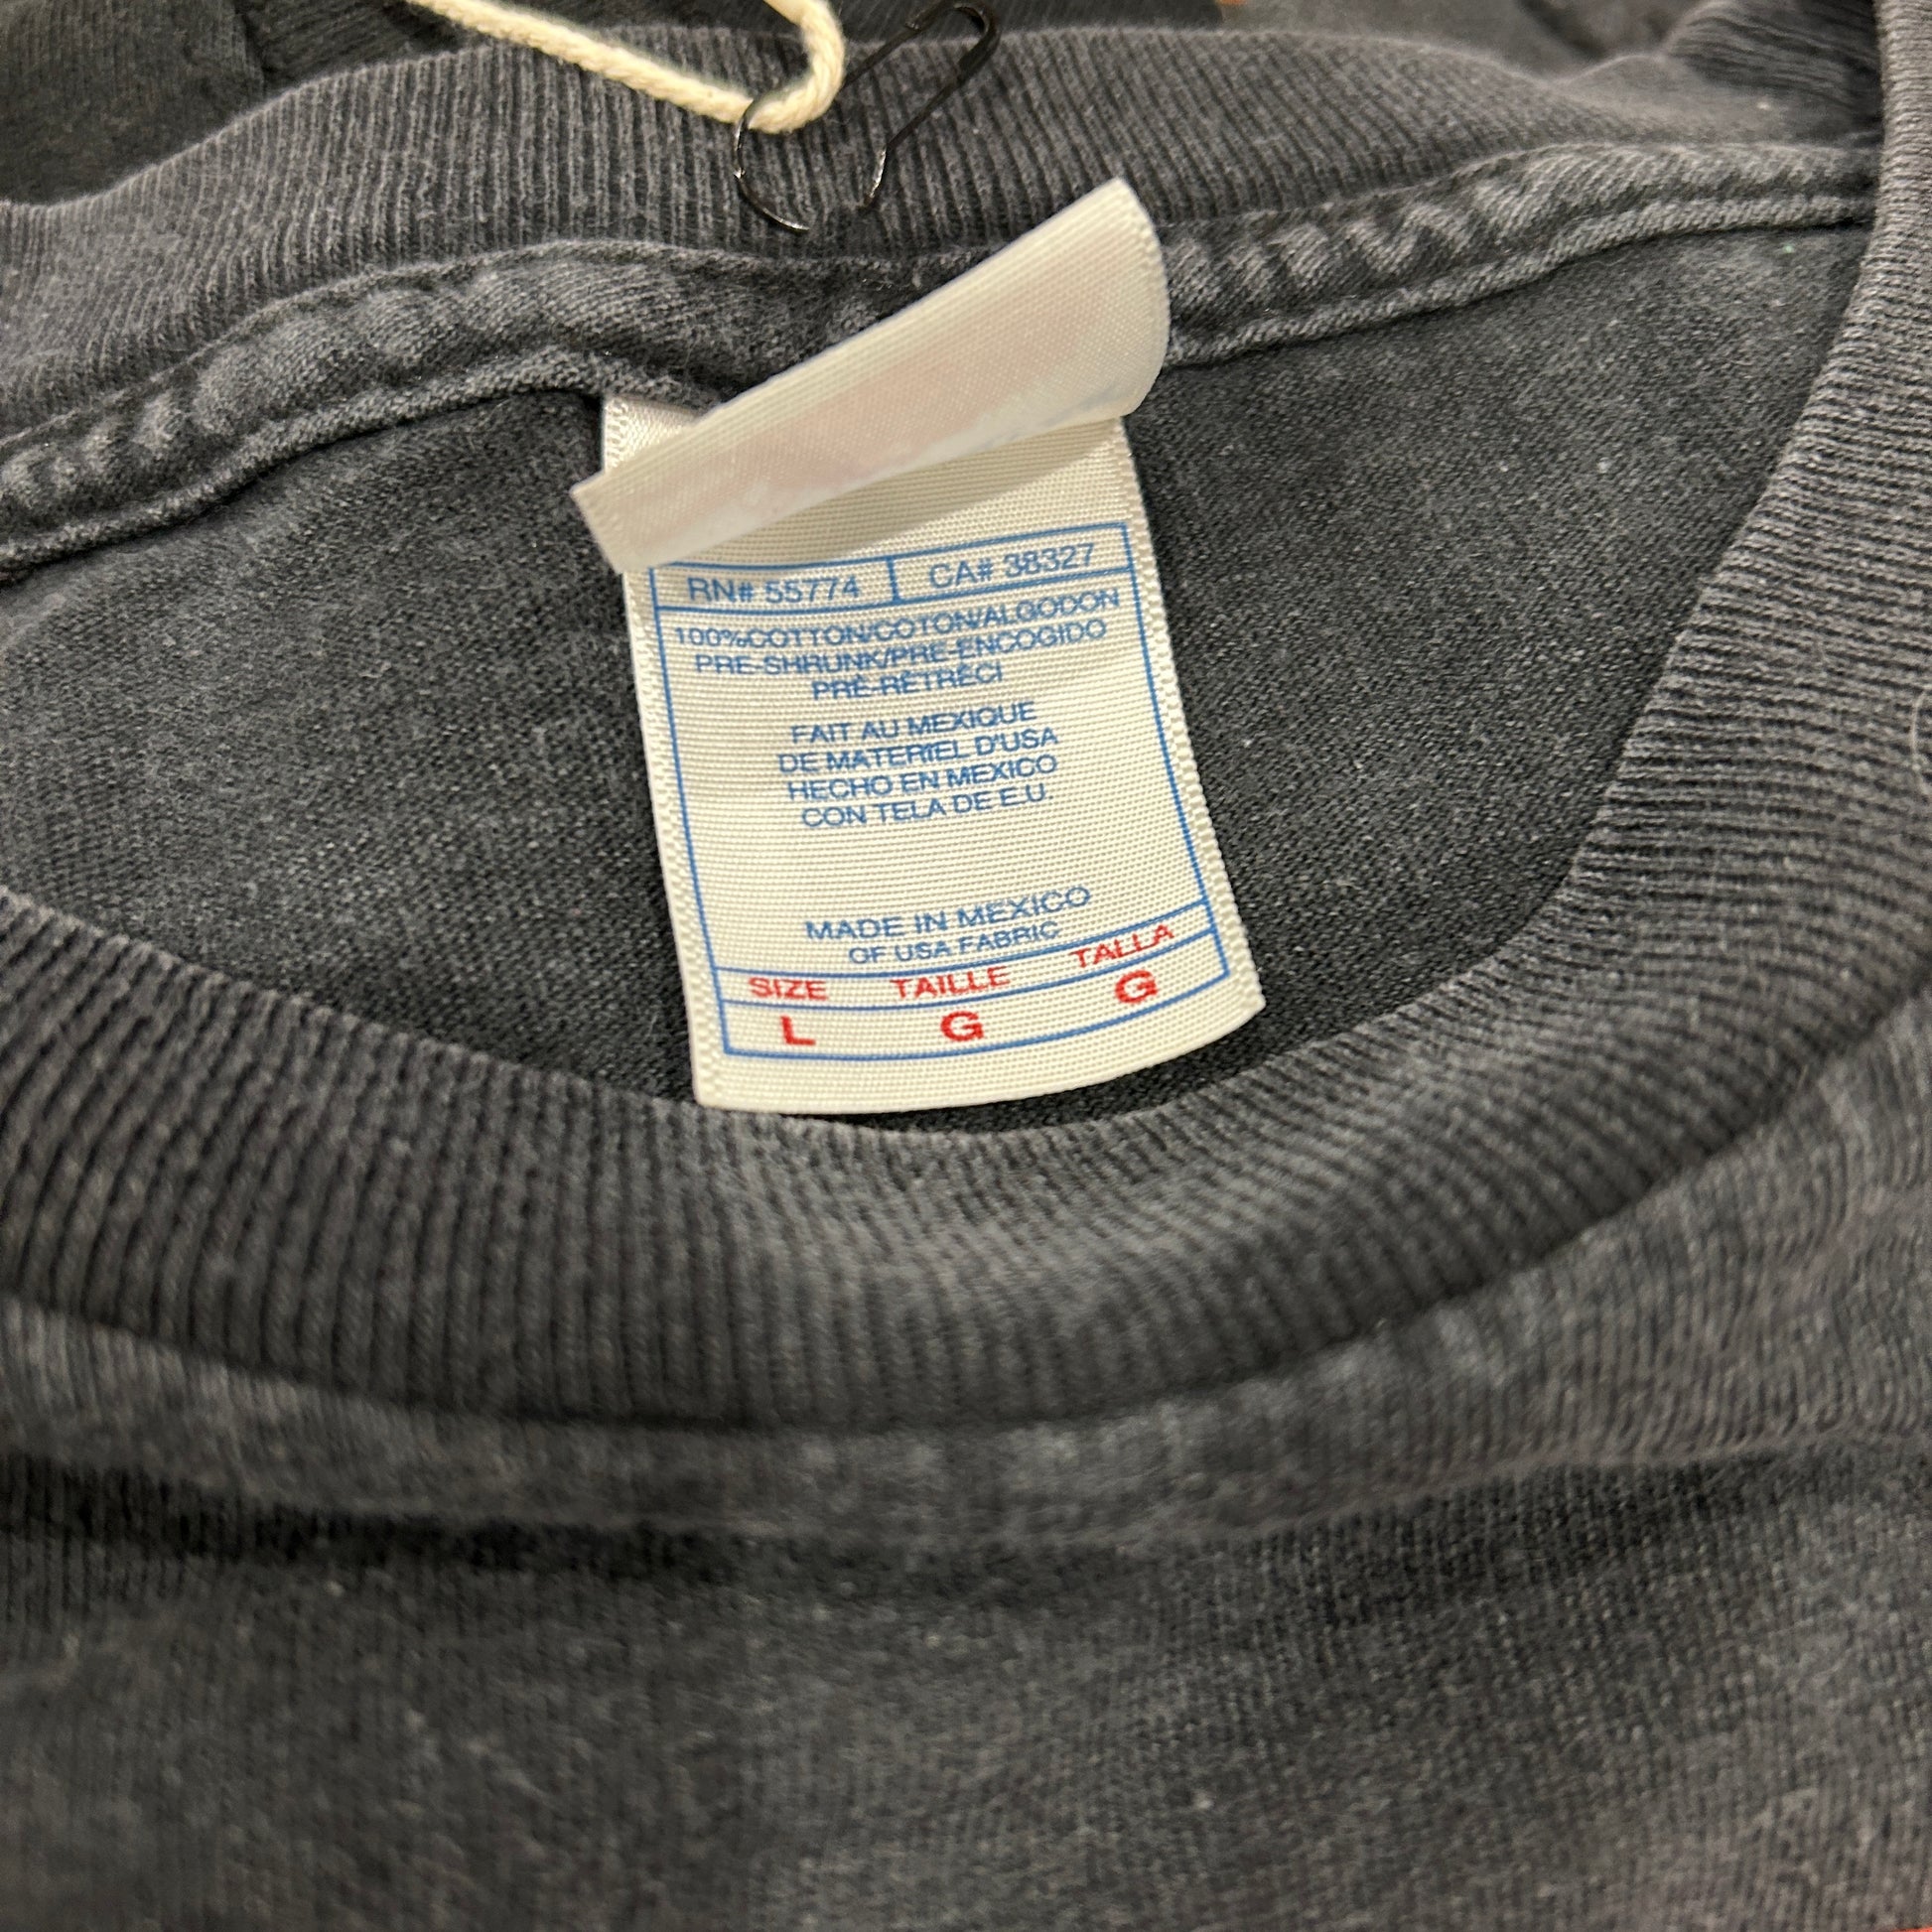 RN# 55774 CA# 38327
100%COTTON/COTON/ALGODON
PRE-SHRUNK/PRE-ENCOGIDO
PRÉ-RÉTRÉCI
FAIT AU MEXIQUE
DE MATERIEL D'USA
HECHO EN MEXICO
CON TELA DE E.U.
MADE IN MEXICO
OF USA FABRIC
SIZE TAILLE TALLA
L G G